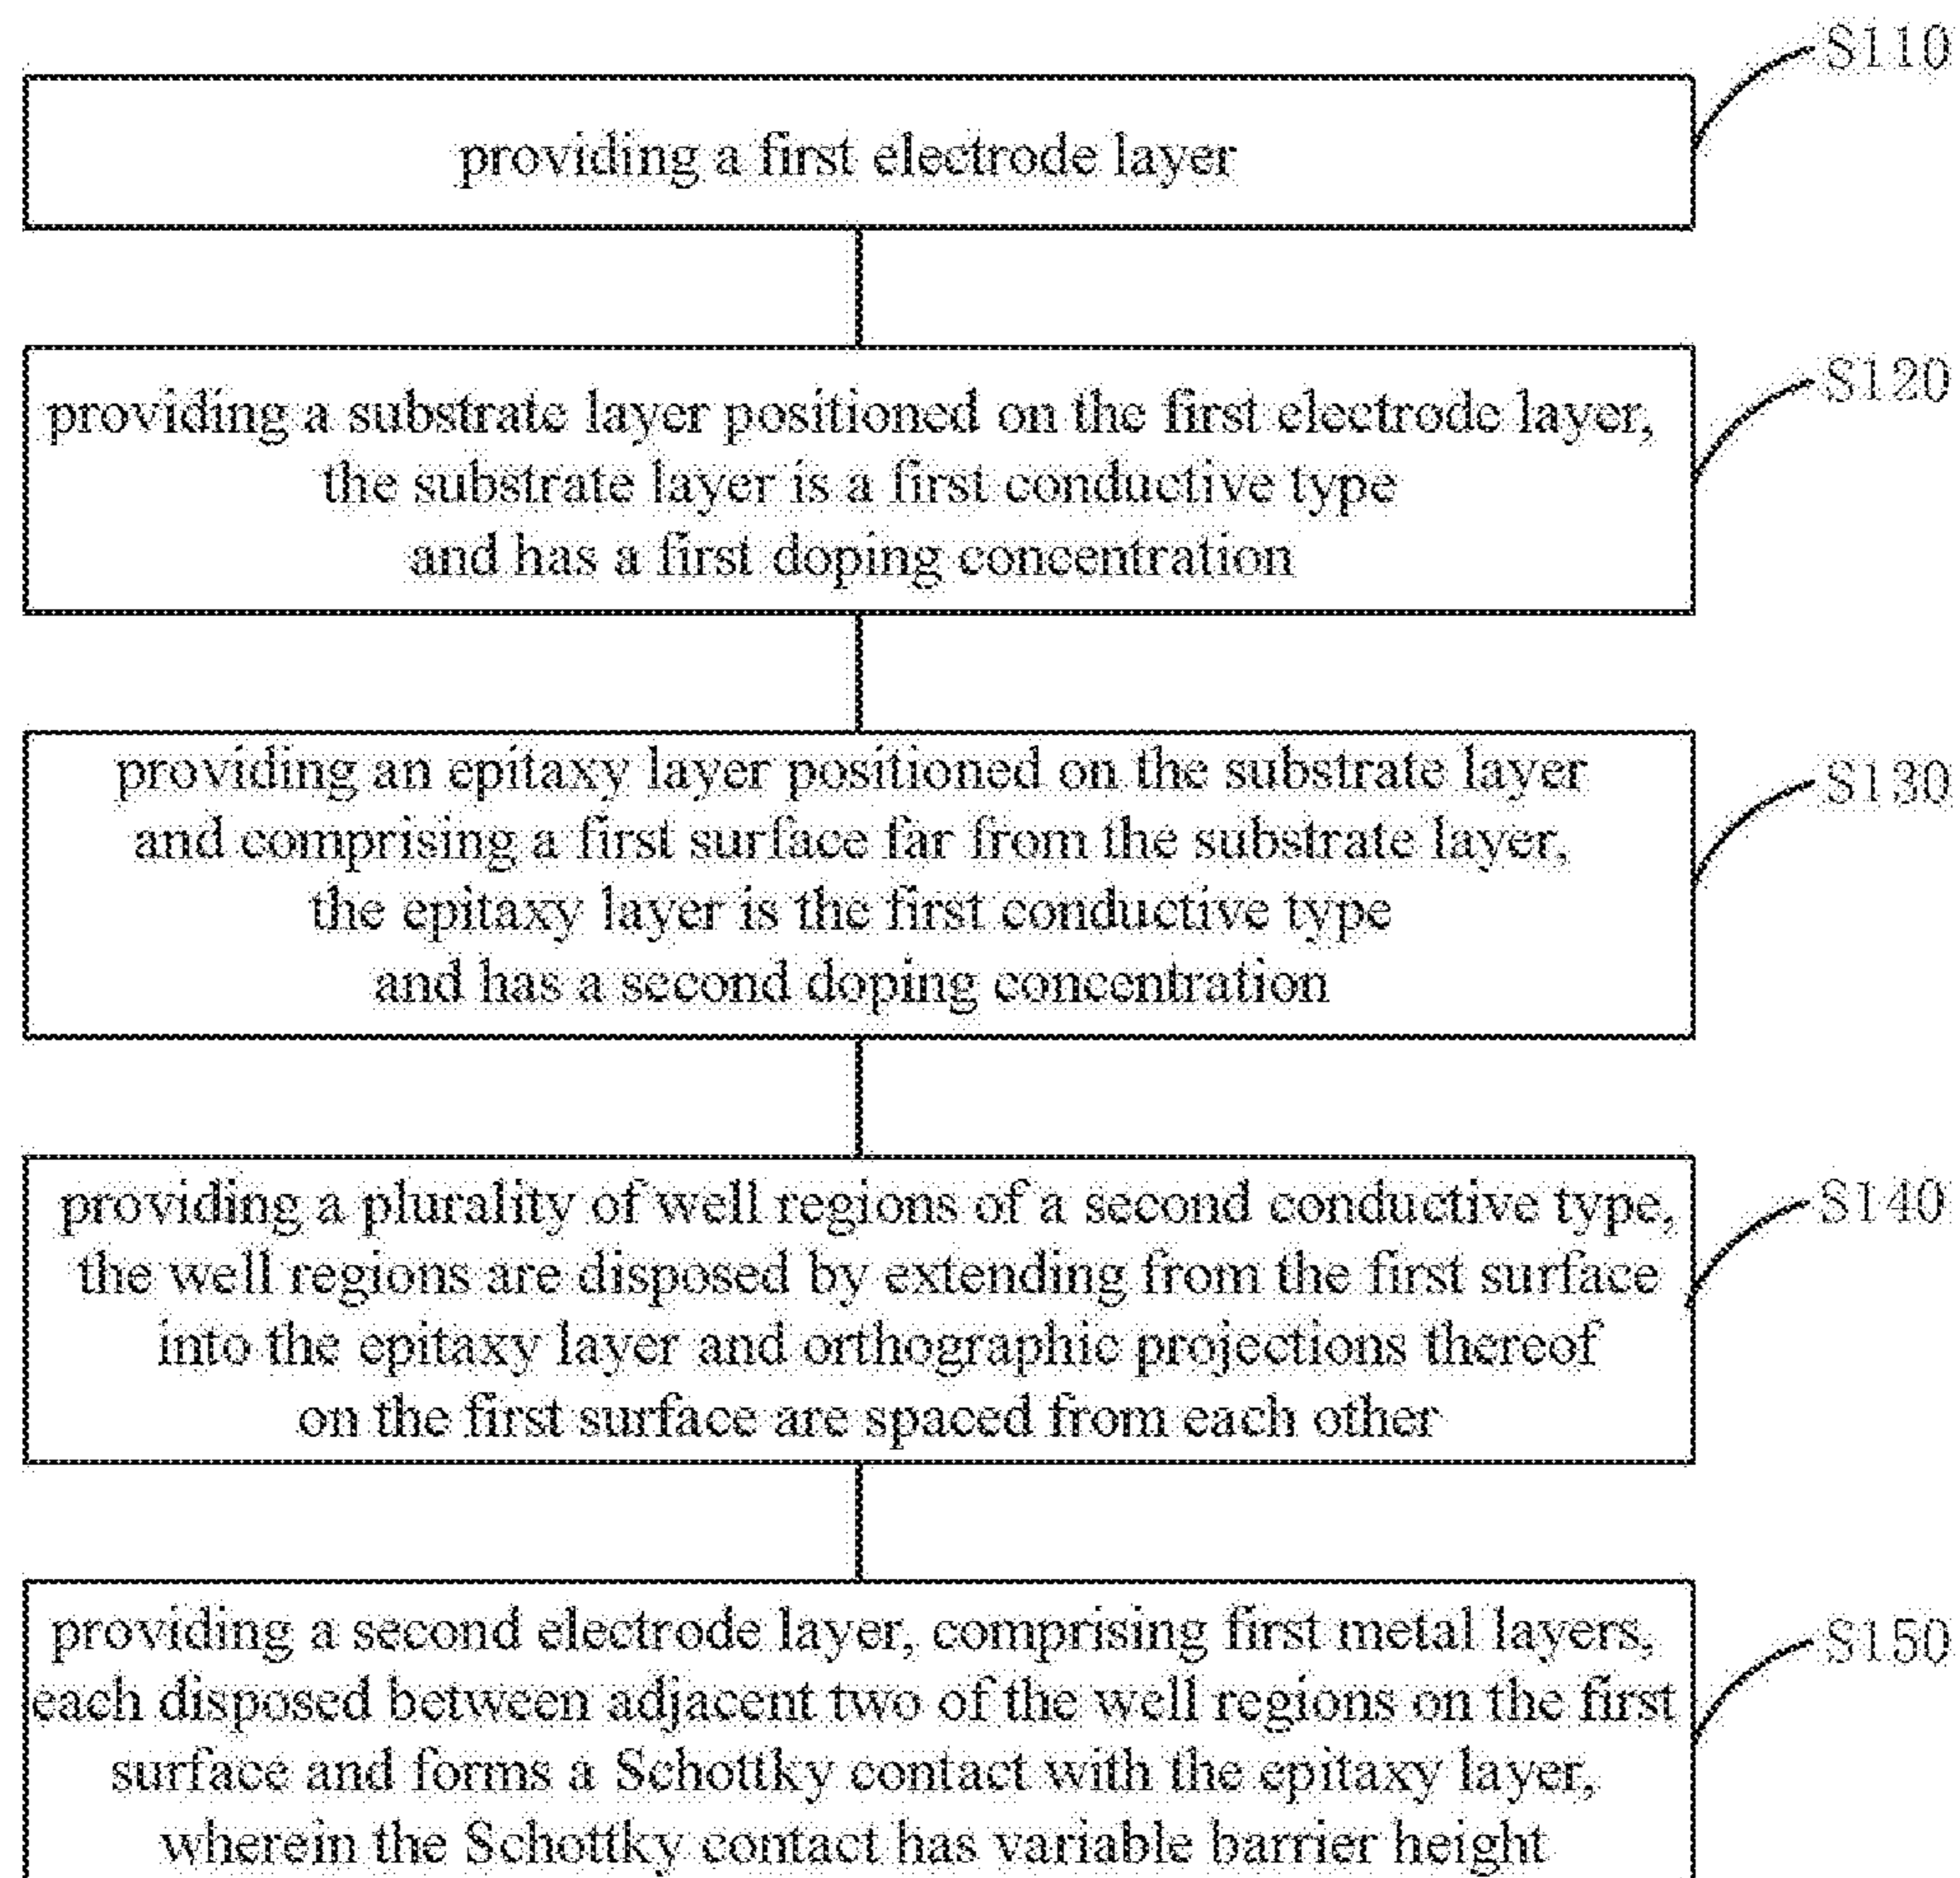 S110
providing a first electrode layer
S120
providing a substrate layer positioned on the first electrode layer,
the substrate layer is a first conductive type
and has a first doping concentration
S130
providing an epitaxy layer positioned on the substrate layer
and comprising a first surface far from the substrate layer,
the epitaxy layer is the first conductive type
and has a second doping concentration
S140
providing a plurality of well regions of a second conductive type,
the well regions are disposed by extending from the first surface
into the epitaxy layer and orthographic projections thereof
on the first surface are spaced from each other
S150
providing a second electrode layer, comprising first metal layers,
each disposed between adjacent two of the well regions on the first
surface and forms a Schottky contact with the epitaxy layer,
wherein the Schottky contact has variable barrier height